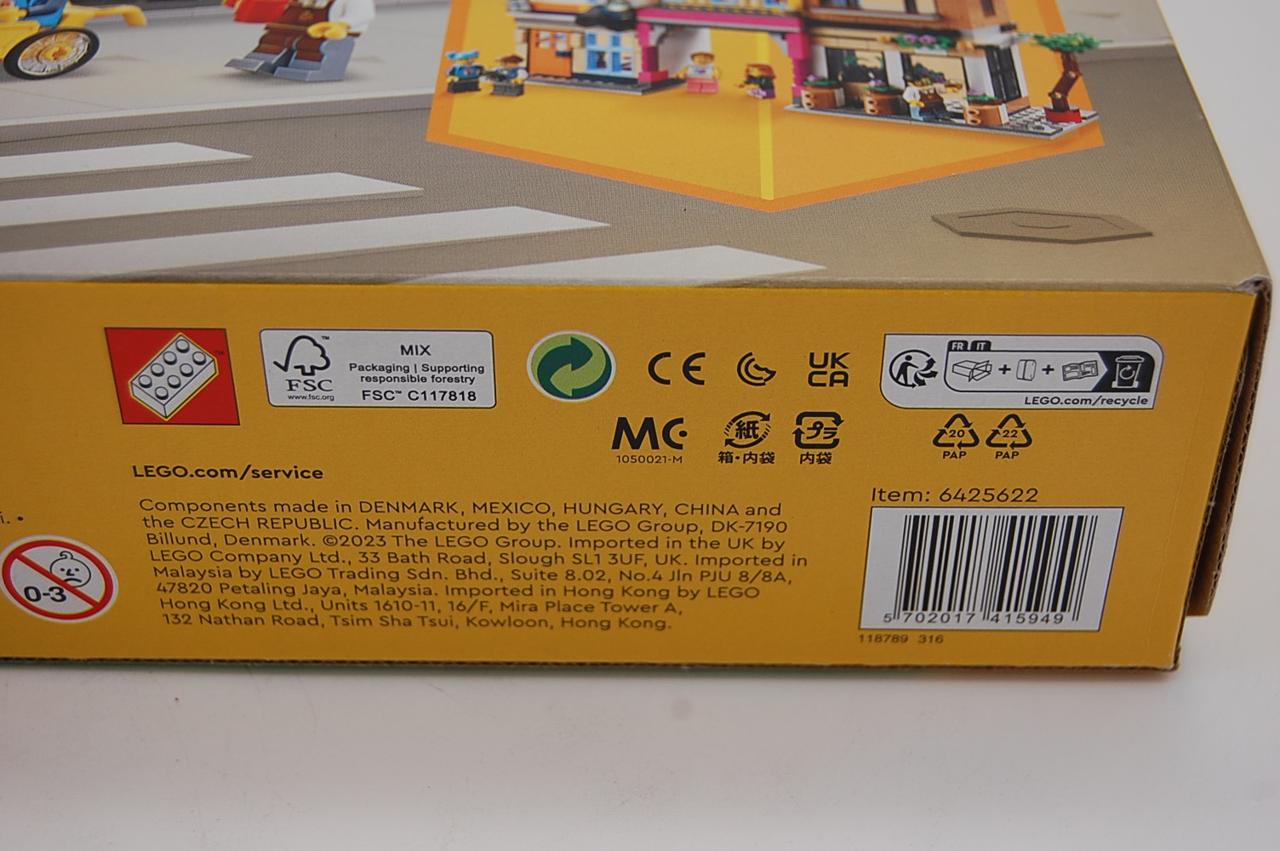 ™
FSC
www.fsc.org
MIX
Packaging | Supporting
responsible forestry
FSC™ C117818
CE
UK
CA
FR IT
LEGO.com/recycle
MC
1050021-M
紙
箱・内袋
プラ
内袋
20
PAP
22
PAP
LEGO.com/service
Components made in DENMARK, MEXICO, HUNGARY, CHINA and
the CZECH REPUBLIC. Manufactured by the LEGO Group, DK-7190
Billund, Denmark. ©2023 The LEGO Group. Imported in the UK by
LEGO Company Ltd., 33 Bath Road, Slough SL1 3UF, UK. Imported in
Malaysia by LEGO Trading Sdn. Bhd., Suite 8.02, No.4 Jln PJU 8/8A,
47820 Petaling Jaya, Malaysia. Imported in Hong Kong by LEGO
Hong Kong Ltd., Units 1610-11, 16/F, Mira Place Tower A,
132 Nathan Road, Tsim Sha Tsui, Kowloon, Hong Kong.
0-3
Item: 6425622
5 702017 415949
118789 316